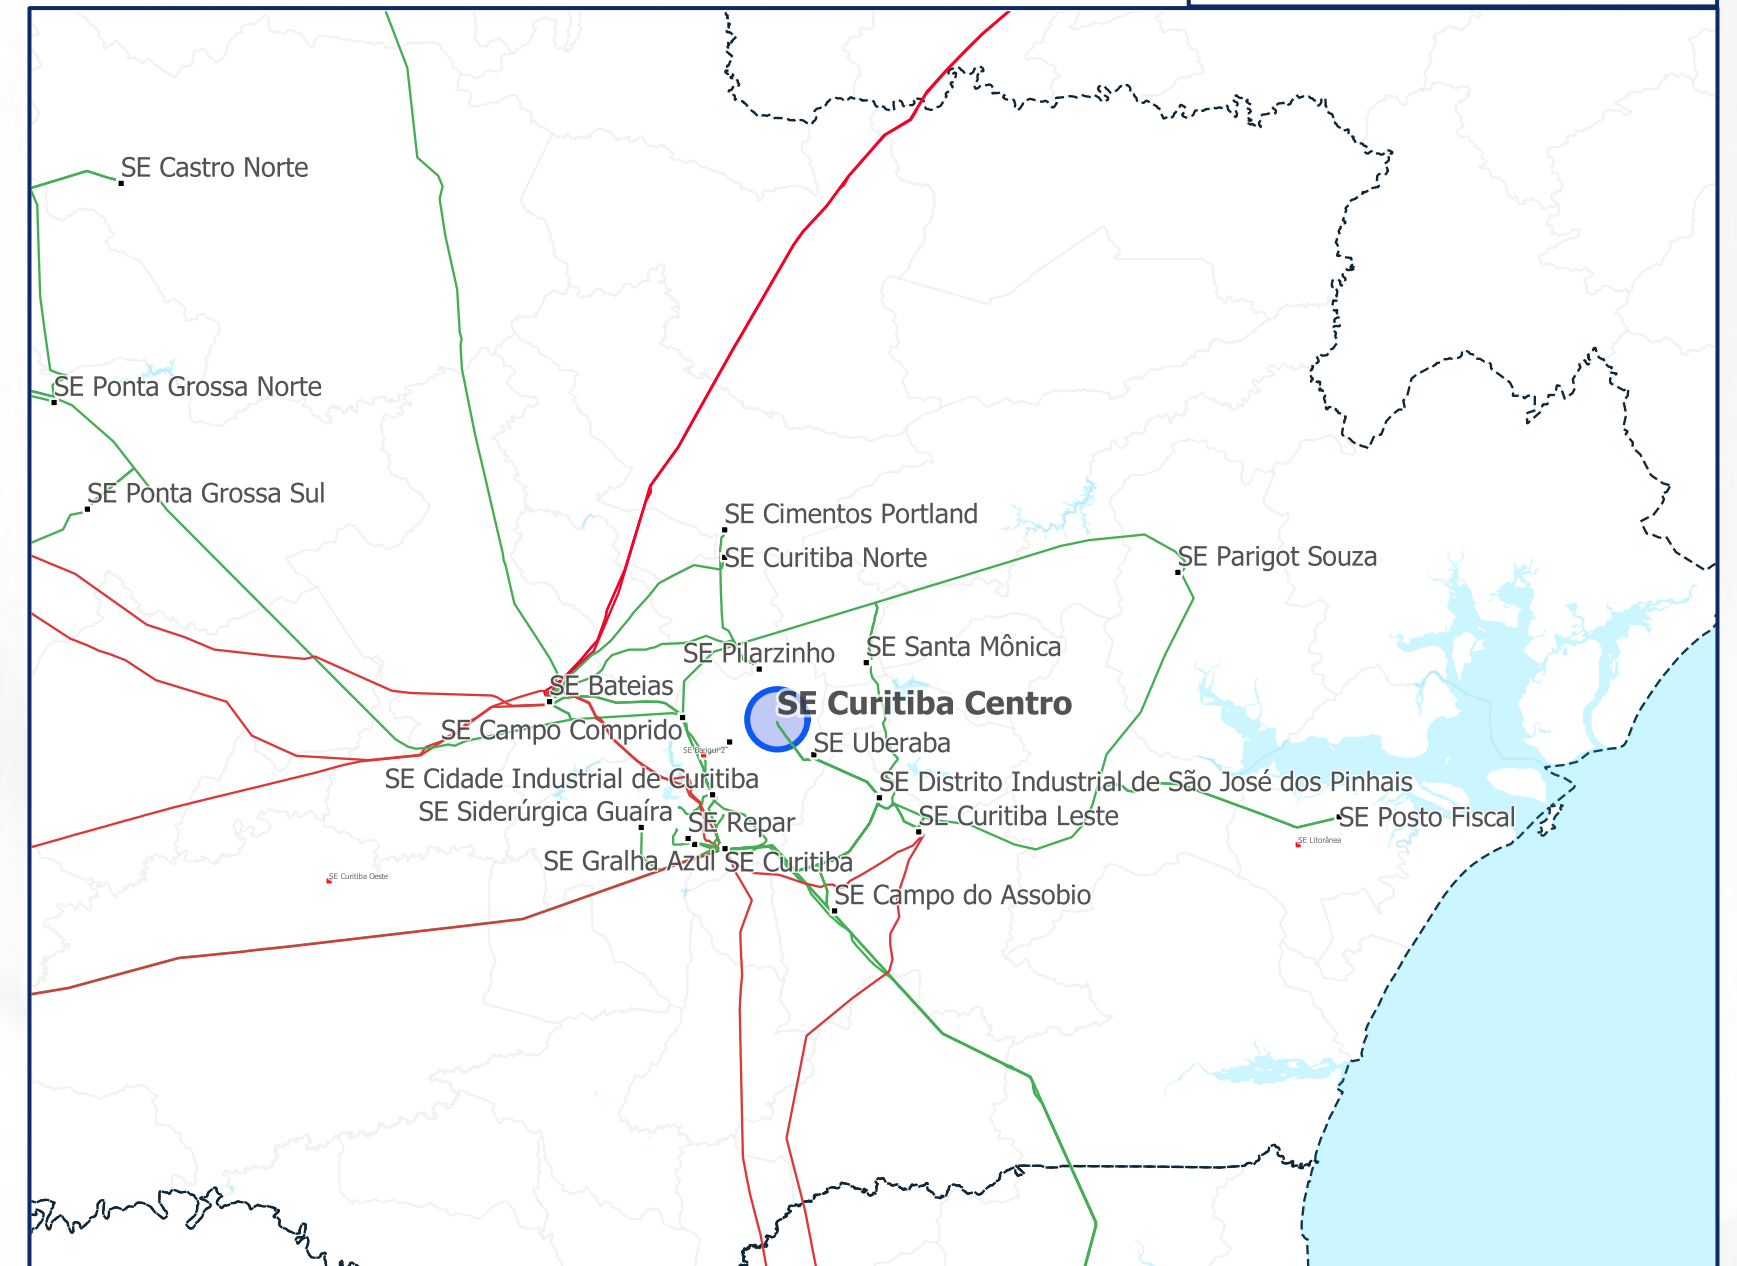 SE Castro Norte
SE Ponta Grossa Norte
SE Ponta Grossa Sul
SE Cimentos Portland
SE Curitiba Norte
SE Parigot Souza
SE Pilarzinho
SE Santa Mônica
SE Bateias
SE Curitiba Centro
SE Campo Comprido
SE Uberaba
SE Barigui 2
SE Cidade Industrial de Curitiba
SE Distrito Industrial de São José dos Pinhais
SE Siderúrgica Guaíra
SE Repar
SE Curitiba Leste
SE Posto Fiscal
SE Litorânea
SE Gralha Azul
SE Curitiba
SE Curitiba Oeste
SE Campo do Assobio